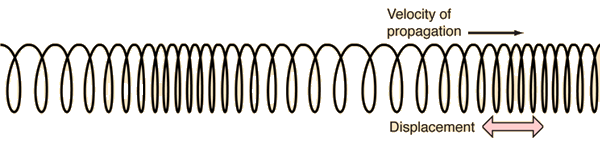 Velocity of
propagation
Displacement